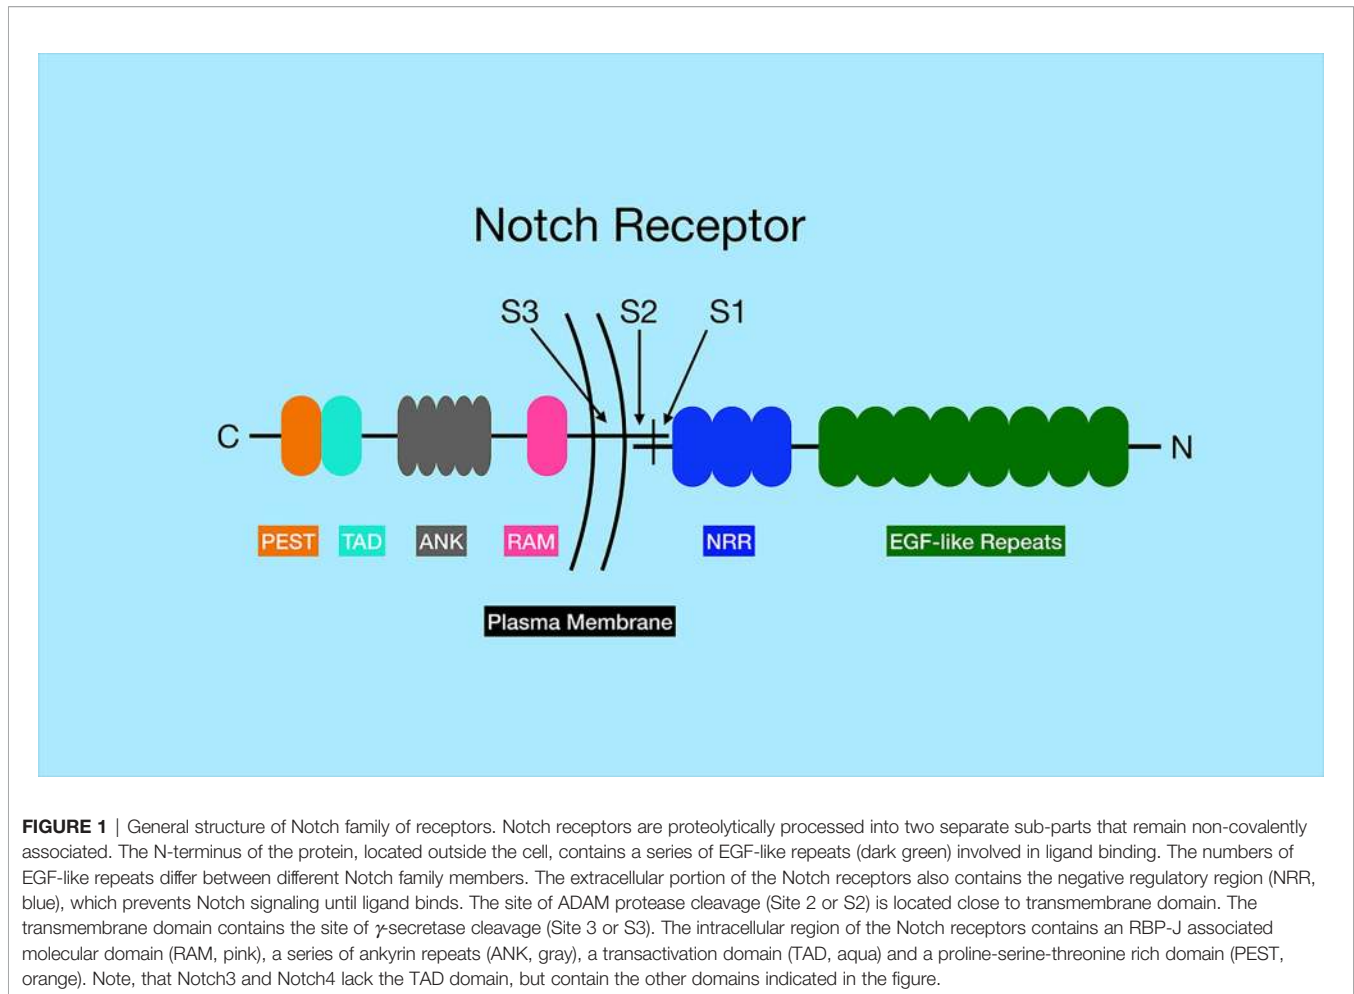 Notch Receptor
S3 S2 S1
C N
PEST TAD ANK RAM NRR EGF-like Repeats
Plasma Membrane
FIGURE 1 | General structure of Notch family of receptors. Notch receptors are proteolytically processed into two separate sub-parts that remain non-covalently
associated. The N-terminus of the protein, located outside the cell, contains a series of EGF-like repeats (dark green) involved in ligand binding. The numbers of
EGF-like repeats differ between different Notch family members. The extracellular portion of the Notch receptors also contains the negative regulatory region (NRR,
blue), which prevents Notch signaling until ligand binds. The site of ADAM protease cleavage (Site 2 or S2) is located close to transmembrane domain. The
transmembrane domain contains the site of γ-secretase cleavage (Site 3 or S3). The intracellular region of the Notch receptors contains an RBP-J associated
molecular domain (RAM, pink), a series of ankyrin repeats (ANK, gray), a transactivation domain (TAD, aqua) and a proline-serine-threonine rich domain (PEST,
orange). Note, that Notch3 and Notch4 lack the TAD domain, but contain the other domains indicated in the figure.